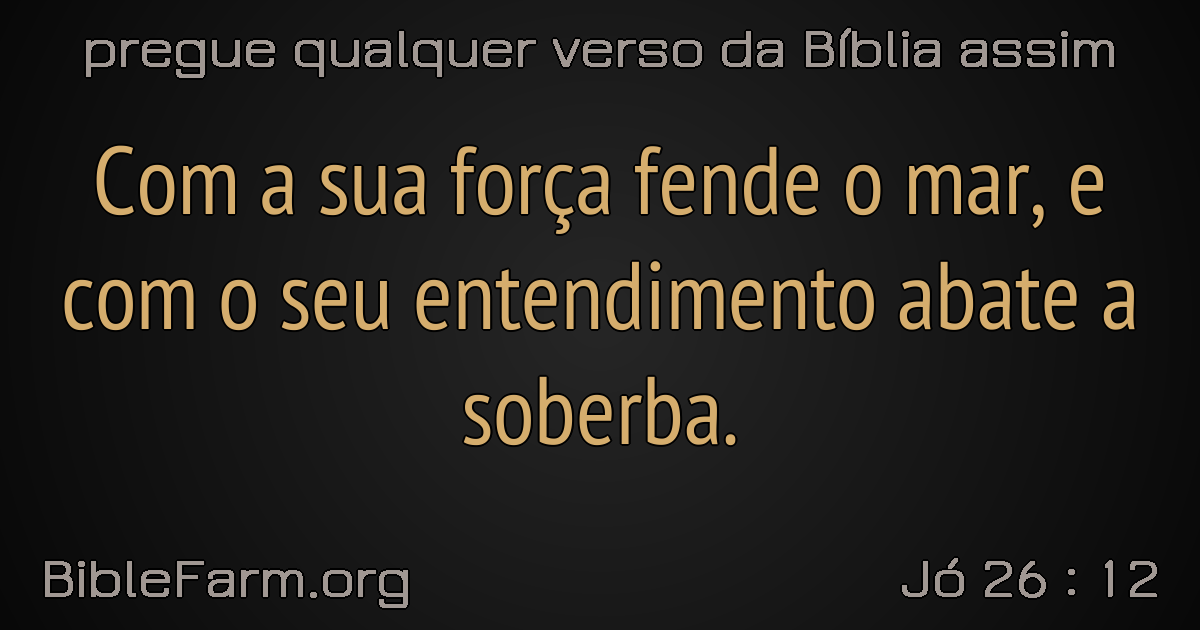 pregue qualquer verso da Bíblia assim
Com a sua força fende o mar, e
com o seu entendimento abate a
soberba.
BibleFarm.org
Jó 26 : 12